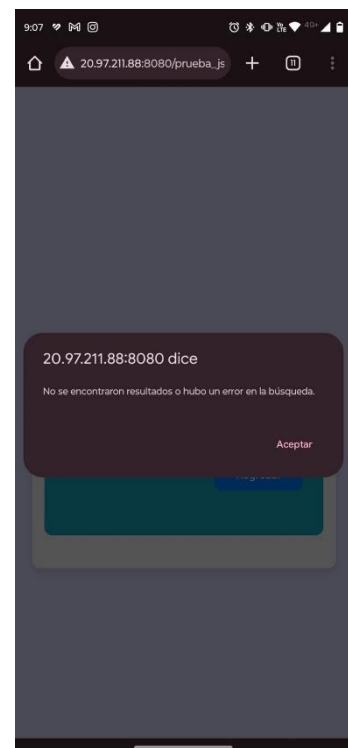 9:07
20.97.211.88:8080/prueba_js
11
20.97.211.88:8080 dice
No se encontraron resultados o hubo un error en la búsqueda.
Aceptar